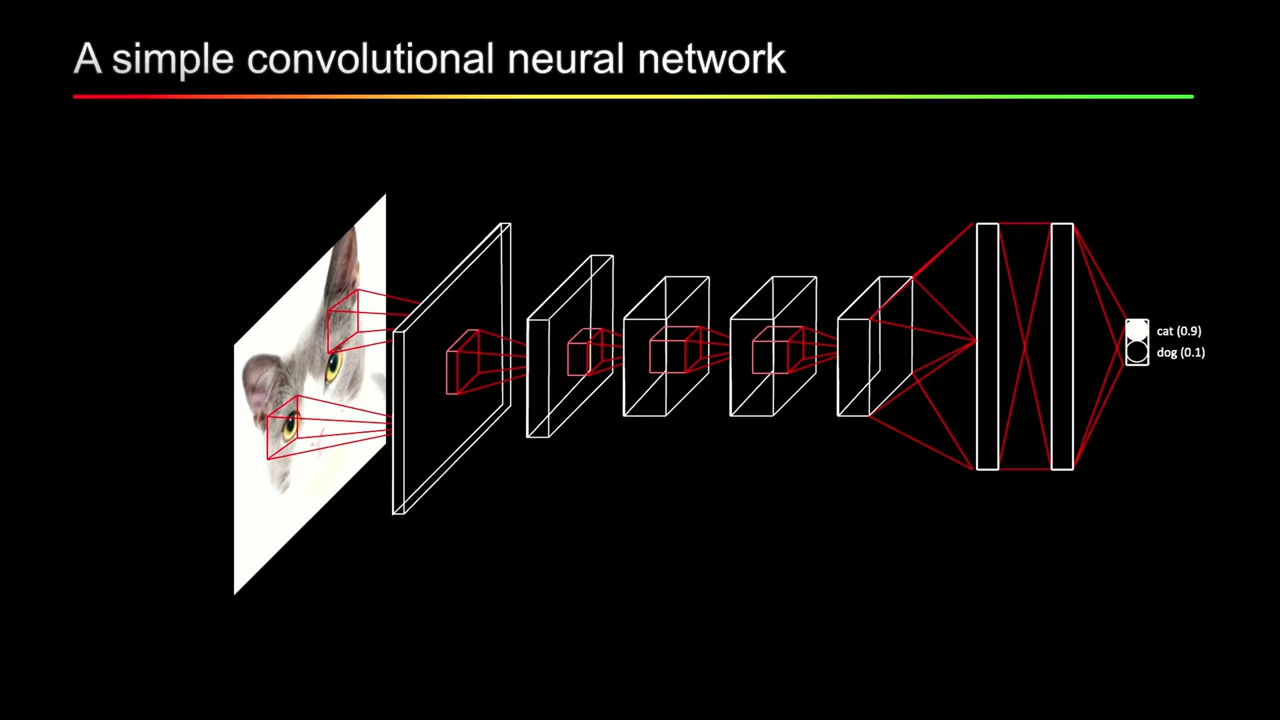 A simple convolutional neural network
cat (0.9)
dog (0.1)